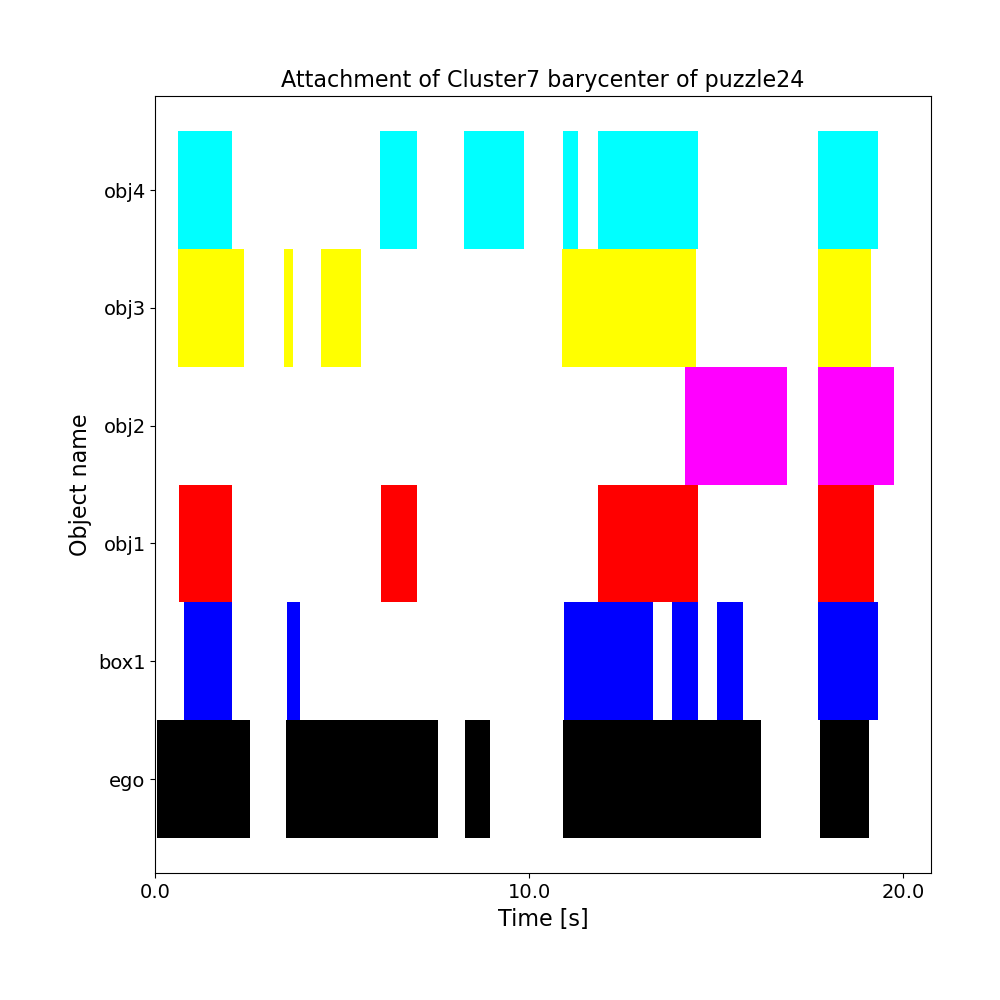 Attachment of Cluster7 barycenter of puzzle24
obj4
obj3
obj2
obj1
box1
ego
Object name
0.0 10.0 20.0
Time [s]